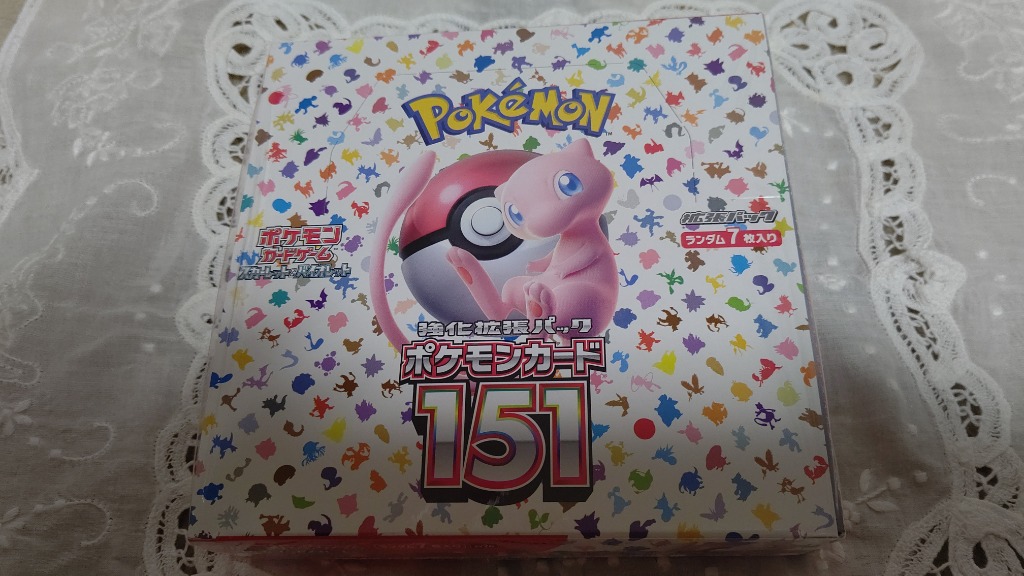 POKéMON
ポケモン
カードゲーム
スカーレット&バイオレット
拡張パック
ランダム7枚入り
強化拡張パック
ポケモンカード
151